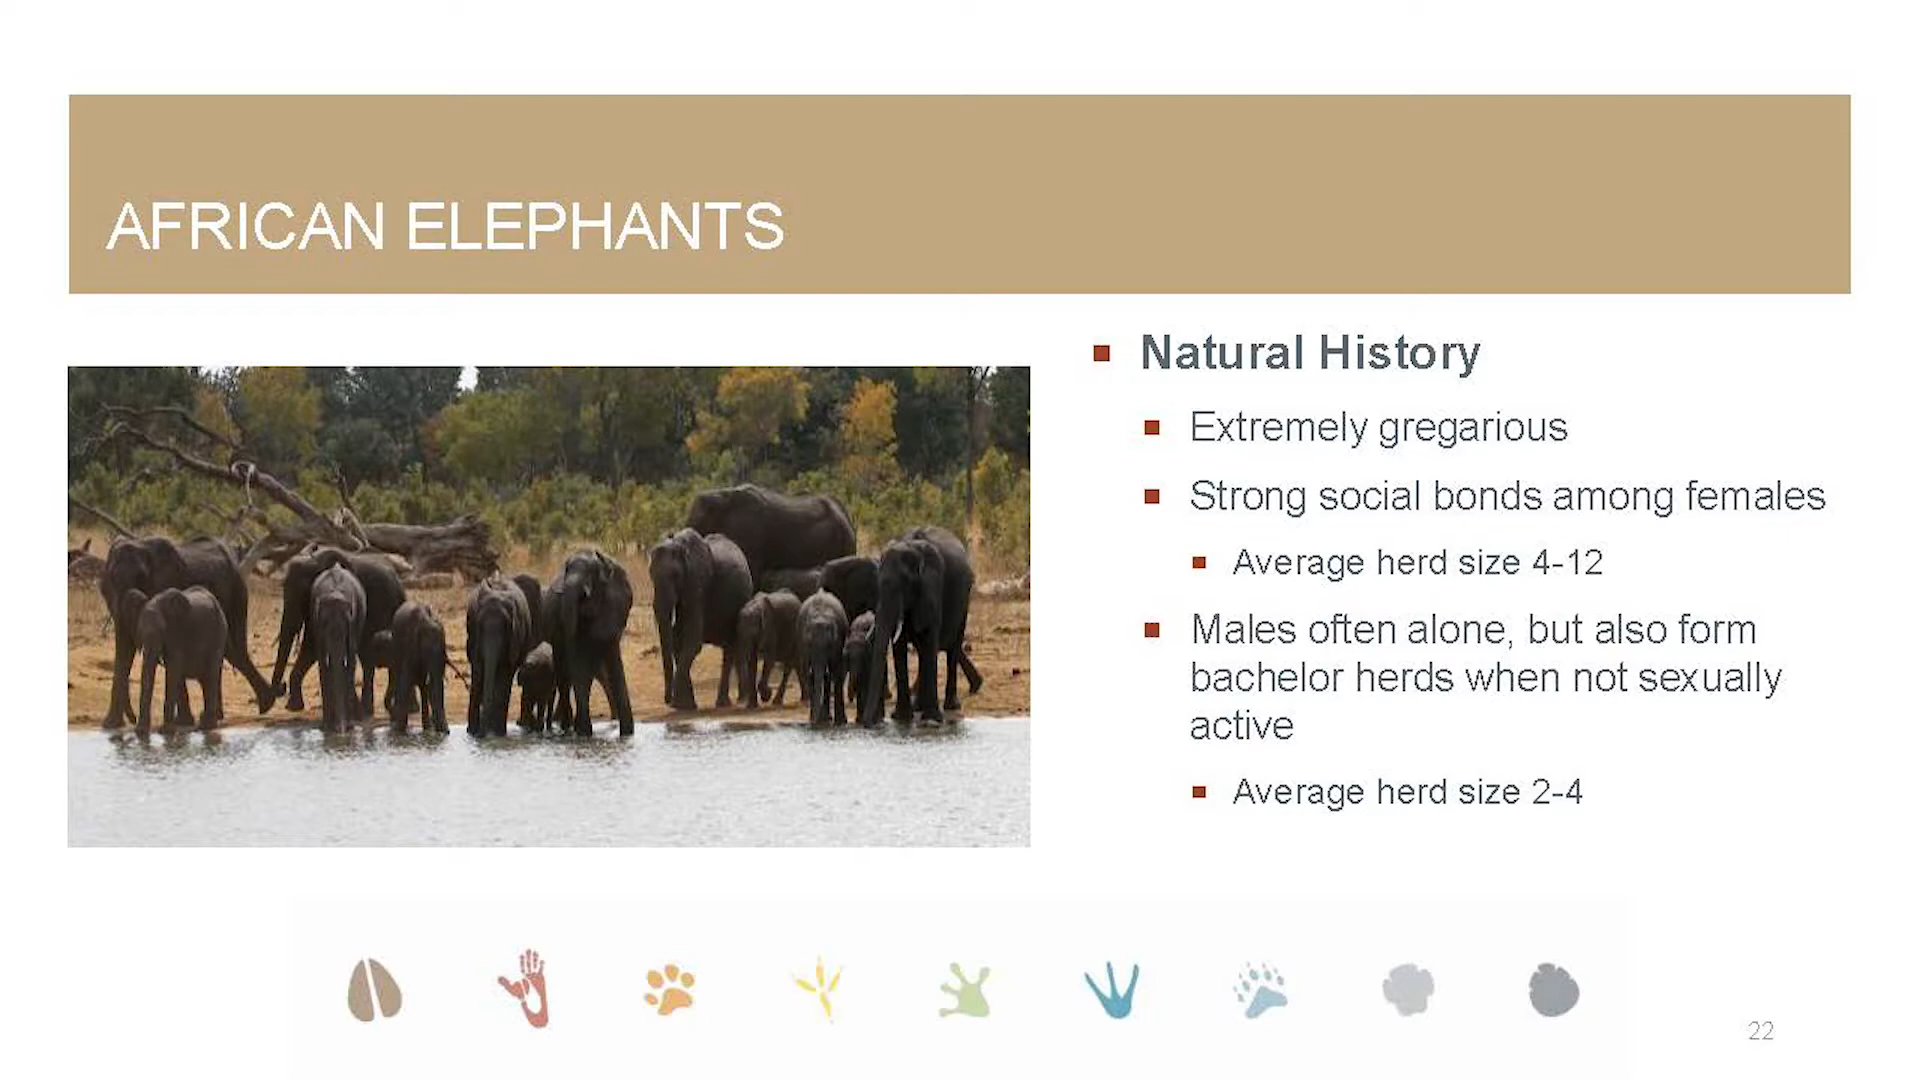 AFRICAN ELEPHANTS
Natural History
Extremely gregarious
Strong social bonds among females
Average herd size 4-12
Males often alone, but also form
bachelor herds when not sexually
active
Average herd size 2-4
22